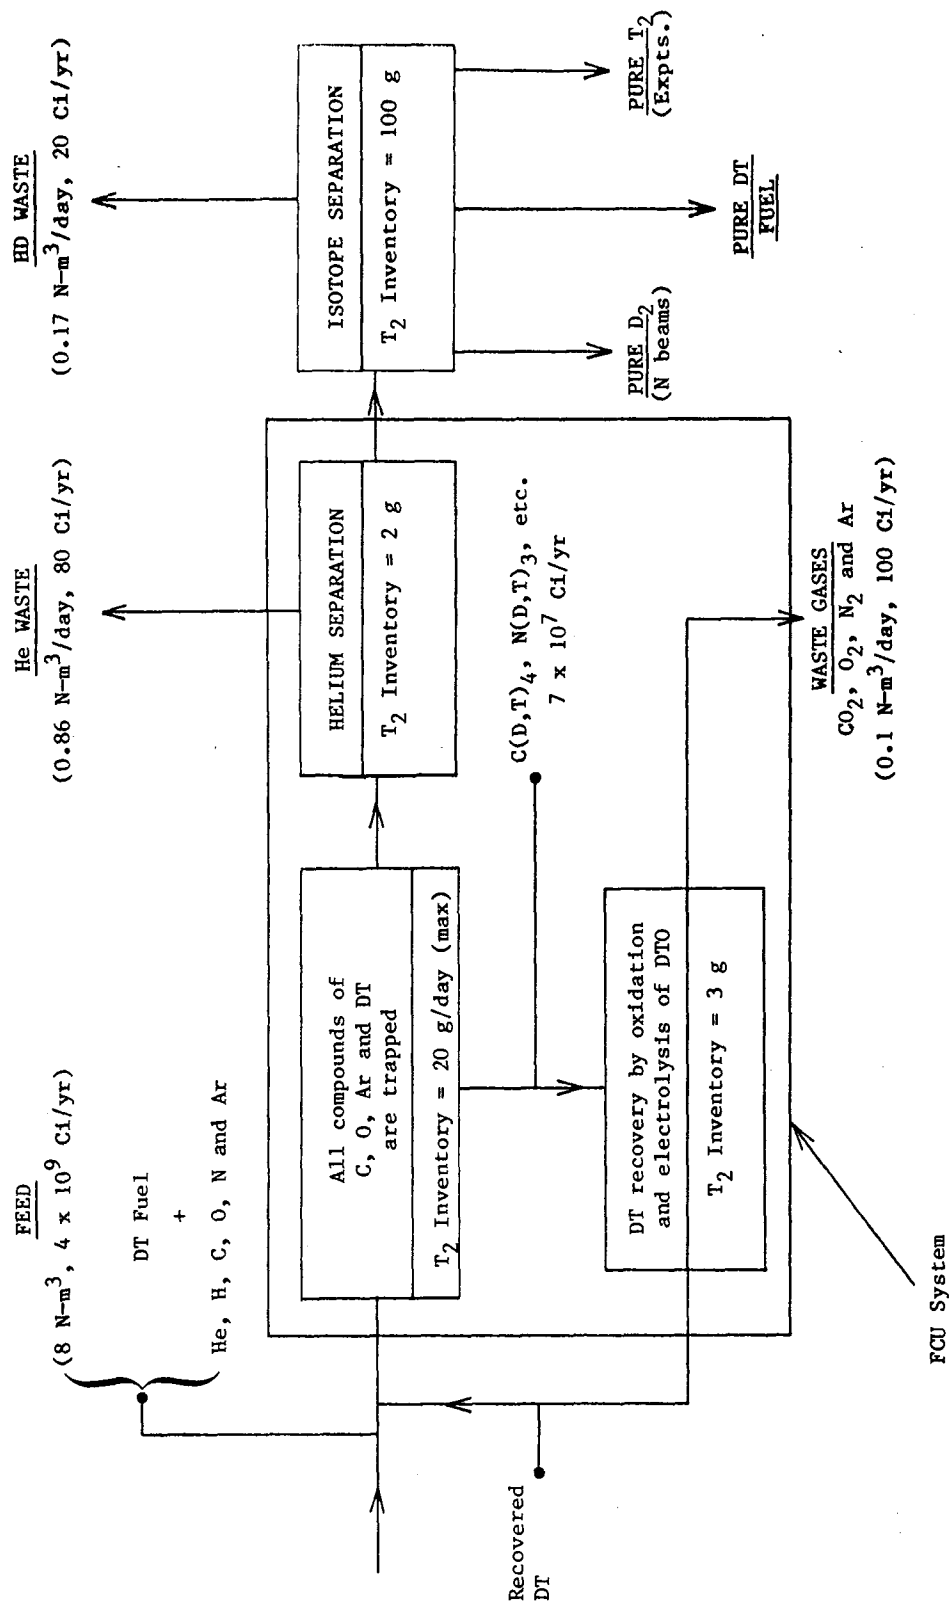 FEED
(8 N-m³, 4 x 10⁹ Ci/yr)
DT Fuel
+
He, H, C, O, N and Ar
He WASTE
(0.86 N-m³/day, 80 Ci/yr)
HD WASTE
(0.17 N-m³/day, 20 Ci/yr)
All compounds of
C, O, Ar and DT
are trapped
T₂ Inventory = 20 g/day (max)
HELIUM SEPARATION
T₂ Inventory = 2 g
ISOTOPE SEPARATION
T₂ Inventory = 100 g
C(D,T)₄, N(D,T)₃, etc.
7 x 10⁷ Ci/yr
PURE D₂
(N beams)
PURE DT
FUEL
PURE T₂
(Expts.)
Recovered
DT
DT recovery by oxidation
and electrolysis of DTO
T₂ Inventory = 3 g
WASTE GASES
CO₂, O₂, N₂ and Ar
(0.1 N-m³/day, 100 Ci/yr)
FCU System